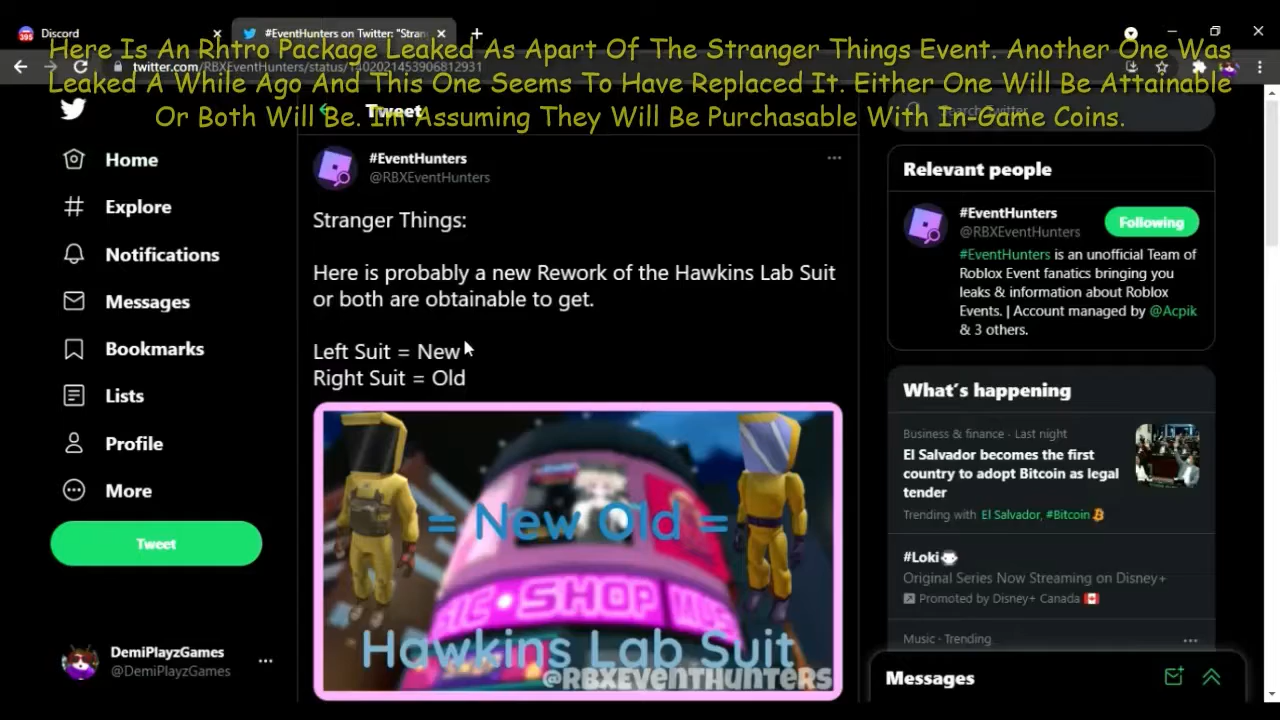 Discord
#EventHunters on Twitter: "Stran
Here Is An Rhtro Package Leaked As Apart Of The Stranger Things Event. Another One Was
twitter.com/RBXEventHunters/status/1402021453906812931
Leaked A While Ago And This One Seems To Have Replaced It. Either One Will Be Attainable
Or Both Will Be. Im Assuming They Will Be Purchasable With In-Game Coins.
Tweet
Search Twitter
Home
Explore
Notifications
Messages
Bookmarks
Lists
Profile
More
Tweet
DemiPlayzGames
@DemiPlayzGames
#EventHunters
@RBXEventHunters
Stranger Things:
Here is probably a new Rework of the Hawkins Lab Suit
or both are obtainable to get.
Left Suit = New
Right Suit = Old
= New Old =
SHOP
Hawkins Lab Suit
@RBXEVENTHUNTERS
Relevant people
#EventHunters
@RBXEventHunters
Following
#EventHunters is an unofficial Team of
Roblox Event fanatics bringing you
leaks & information about Roblox
Events. | Account managed by @Acpik
& 3 others.
What's happening
Business & finance · Last night
El Salvador becomes the first
country to adopt Bitcoin as legal
tender
Trending with El Salvador, #Bitcoin
#Loki
Original Series Now Streaming on Disney+
Promoted by Disney+ Canada
Music · Trending
Messages